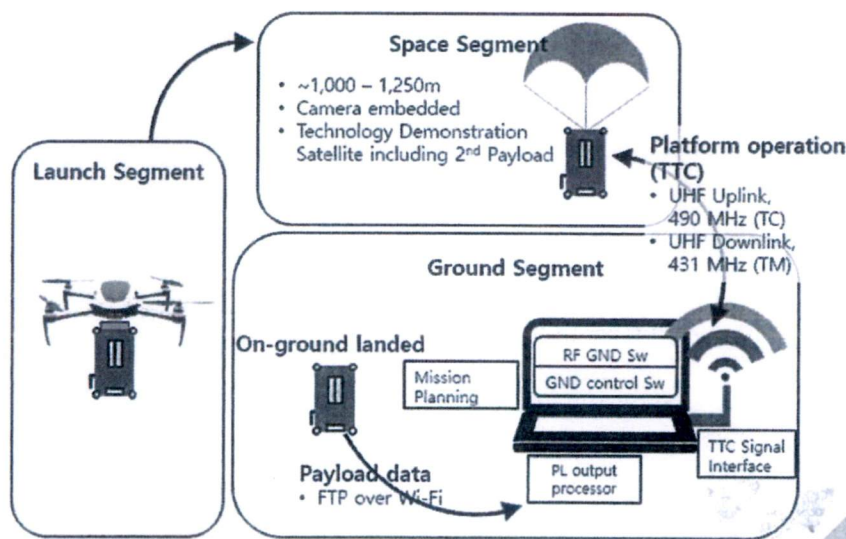 Space Segment
• ~1,000 – 1,250m
• Camera embedded
• Technology Demonstration
Satellite including 2nd Payload
Launch Segment
Platform operation
(TTC)
• UHF Uplink,
490 MHz (TC)
• UHF Downlink,
431 MHz (TM)
Ground Segment
On-ground landed
Mission
Planning
RF GND Sw
GND control Sw
TTC Signal
Interface
PL output
processor
Payload data
• FTP over Wi-Fi